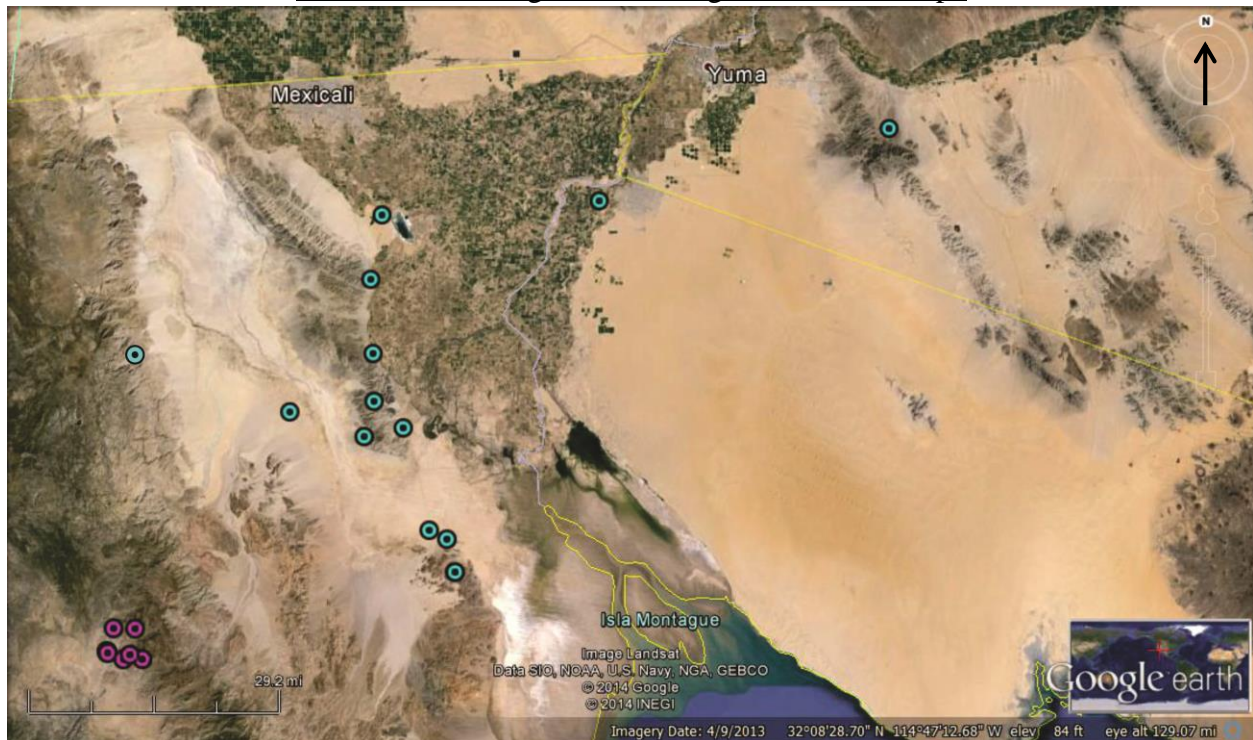 N
Yuma
Mexicali
Isla Montague
Image Landsat
Data SIO, NOAA, U.S. Navy, NGA, GEBCO
© 2014 Google
© 2014 INEGI
29.2 mi
Google earth
Imagery Date: 4/9/2013 32°08'28.70" N 114°47'12.68" W elev 84 ft eye alt 129.07 mi